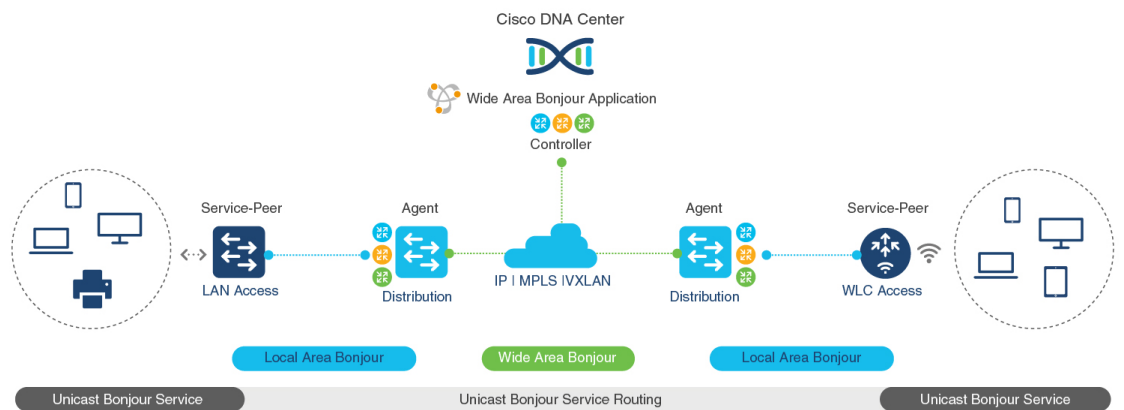 Cisco DNA Center
Wide Area Bonjour Application
Controller
Service-Peer
Agent
Agent
Service-Peer
LAN Access
Distribution
IP | MPLS |VXLAN
Distribution
WLC Access
Local Area Bonjour
Wide Area Bonjour
Local Area Bonjour
Unicast Bonjour Service
Unicast Bonjour Service Routing
Unicast Bonjour Service